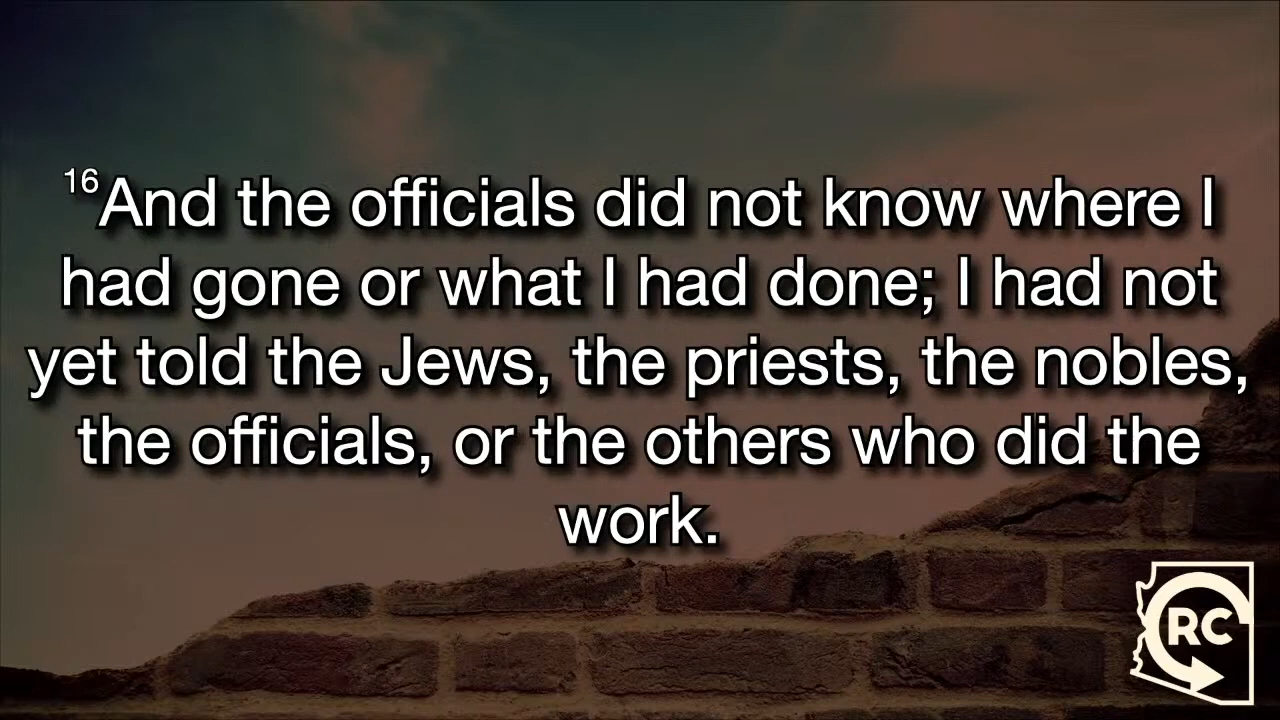 16And the officials did not know where I
had gone or what I had done; I had not
yet told the Jews, the priests, the nobles,
the officials, or the others who did the
work.
RC